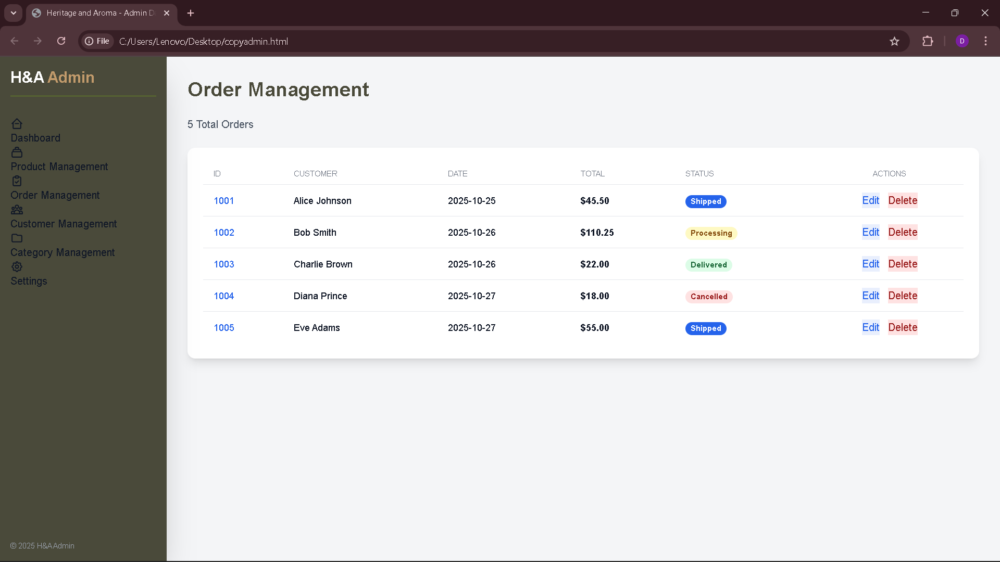 Heritage and Aroma - Admin D
File C:/Users/Lenovo/Desktop/copyadmin.html
D
H&A Admin
Dashboard
Product Management
Order Management
Customer Management
Category Management
Settings
© 2025 H&A Admin
Order Management
5 Total Orders
ID CUSTOMER DATE TOTAL STATUS ACTIONS
1001 Alice Johnson 2025-10-25 $45.50 Shipped Edit Delete
1002 Bob Smith 2025-10-26 $110.25 Processing Edit Delete
1003 Charlie Brown 2025-10-26 $22.00 Delivered Edit Delete
1004 Diana Prince 2025-10-27 $18.00 Cancelled Edit Delete
1005 Eve Adams 2025-10-27 $55.00 Shipped Edit Delete